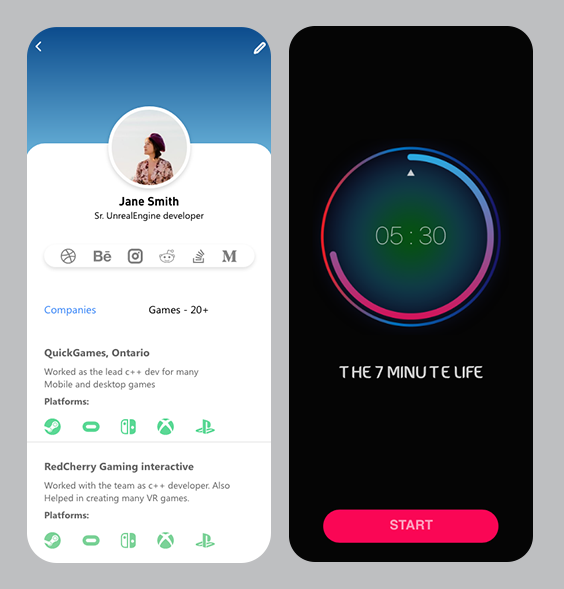 Jane Smith
Sr. UnrealEngine developer
Bē
M
Companies
Games - 20+
QuickGames, Ontario
Worked as the lead c++ dev for many
Mobile and desktop games
Platforms:
RedCherry Gaming interactive
Worked with the team as c++ developer. Also
Helped in creating many VR games.
Platforms:
05 : 30
THE 7 MINUTE LIFE
START